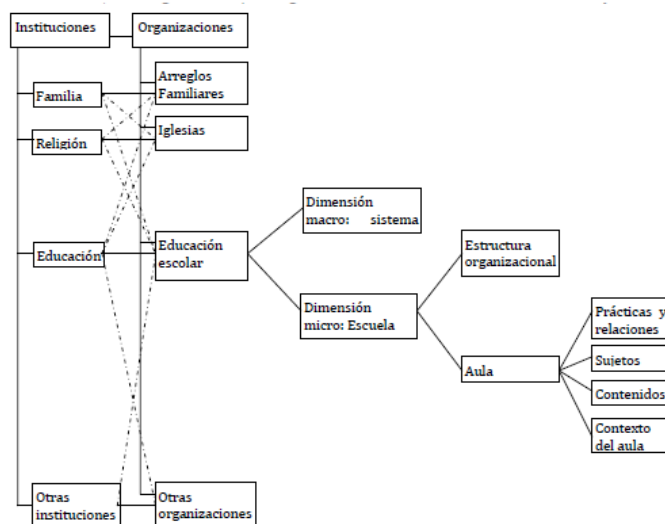 Instituciones
Organizaciones
Arreglos
Familiares
Familia
Iglesias
Religión
Dimensión
macro: sistema
Educación
Educación
escolar
Estructura
organizacional
Dimensión
micro: Escuela
Prácticas y
relaciones
Sujetos
Aula
Contenidos
Contexto
del aula
Otras
instituciones
Otras
organizaciones